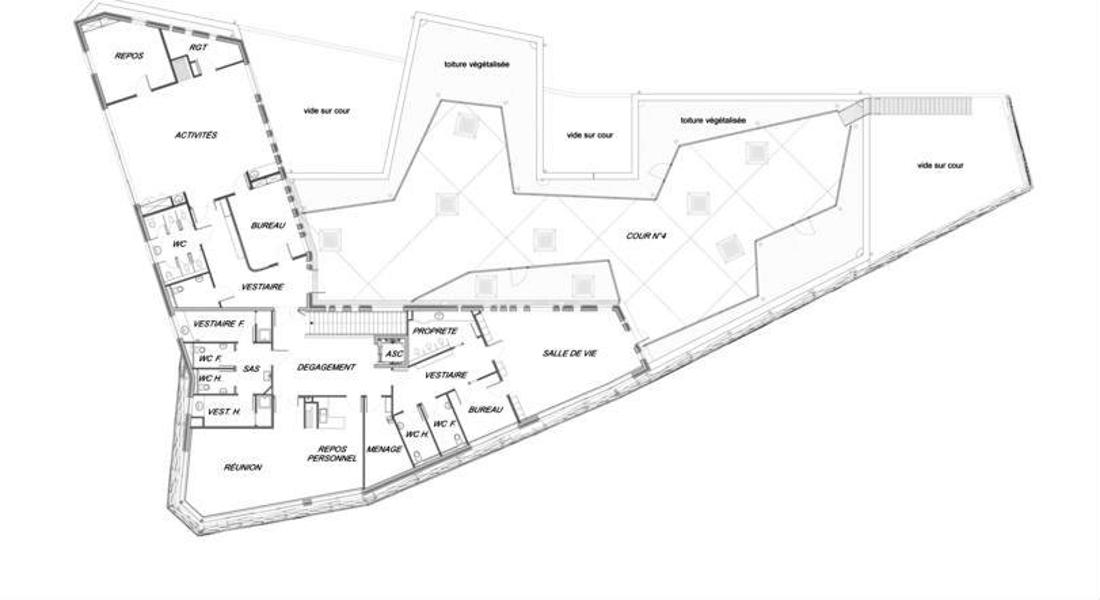 REPOS
RGT
toiture végétalisée
vide sur cour
ACTIVITÉS
toiture végétalisée
vide sur cour
vide sur cour
BUREAU
WC
COUR N°4
VESTIAIRE
VESTIAIRE F.
PROPRETE
WC F.
SAS
DEGAGEMENT
ASC
SALLE DE VIE
WC H.
VESTIAIRE
VEST. H.
BUREAU
WC F.
WC H.
REPOS
PERSONNEL
MENAGE
RÉUNION